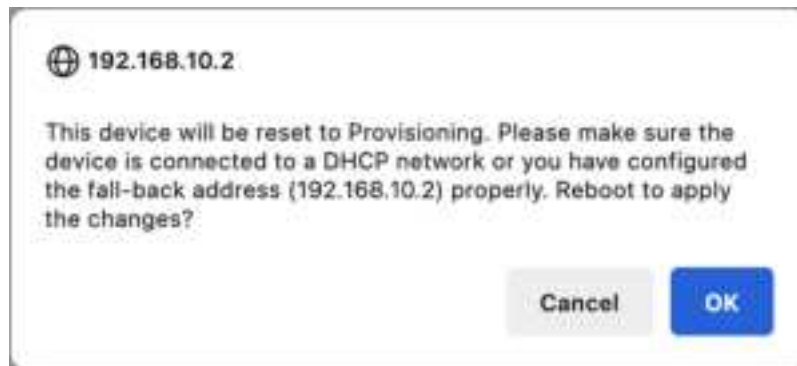 192.168.10.2
This device will be reset to Provisioning. Please make sure the
device is connected to a DHCP network or you have configured
the fall-back address (192.168.10.2) properly. Reboot to apply
the changes?
Cancel
OK